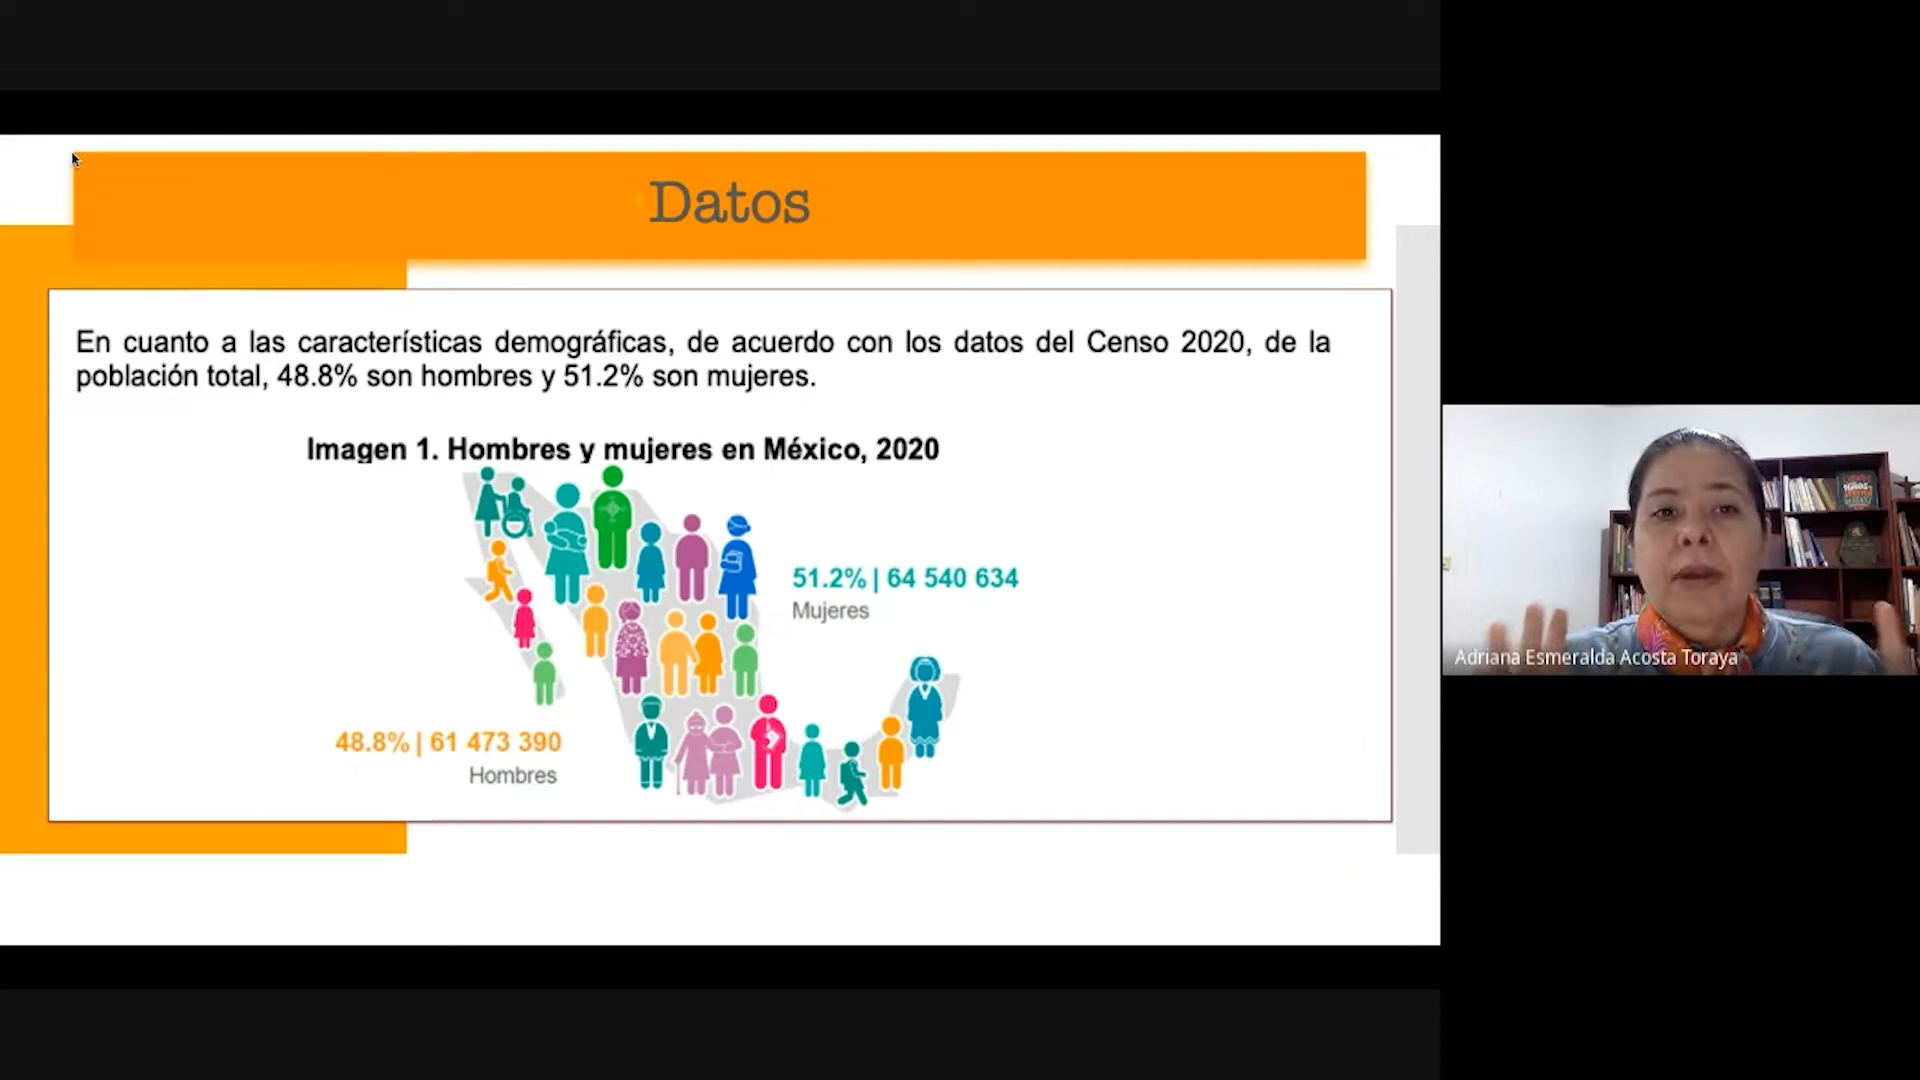 Datos
En cuanto a las características demográficas, de acuerdo con los datos del Censo 2020, de la
población total, 48.8% son hombres y 51.2% son mujeres.
Imagen 1. Hombres y mujeres en México, 2020
51.2% | 64 540 634
Mujeres
48.8% | 61 473 390
Hombres
Adriana Esmeralda Acosta Toraya